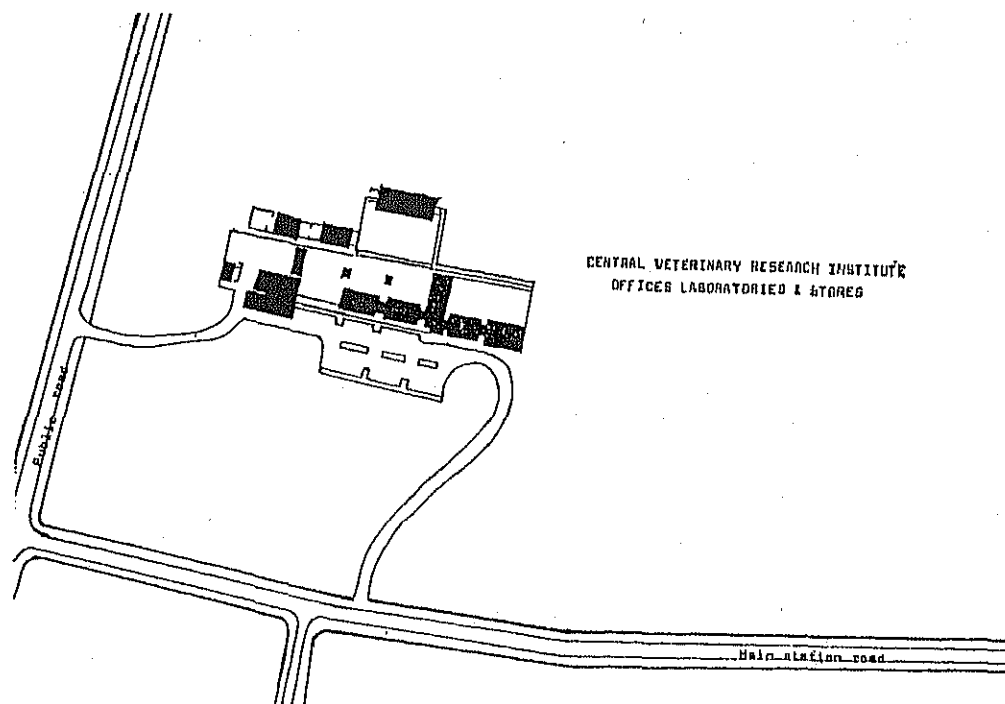 CENTRAL VETERINARY RESEARCH INSTITUTE
OFFICES LABORATORIES & STORES
Public road
Main station road